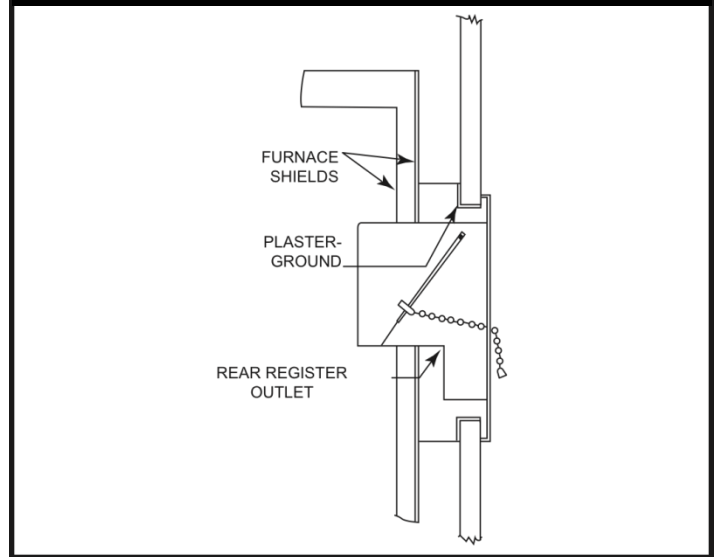 FURNACE
SHIELDS
PLASTER-
GROUND
REAR REGISTER
OUTLET